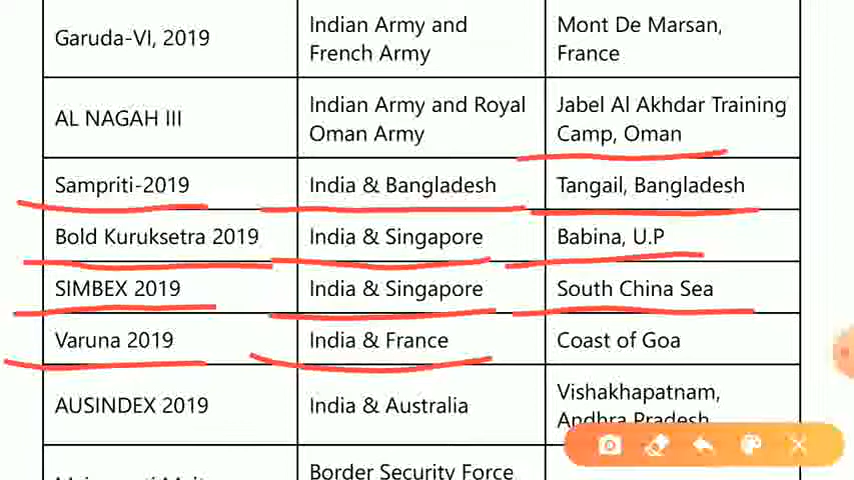 Garuda-VI, 2019
Indian Army and
French Army
Mont De Marsan,
France
AL NAGAH III
Indian Army and Royal
Oman Army
Jabel Al Akhdar Training
Camp, Oman
Sampriti-2019
India & Bangladesh
Tangail, Bangladesh
Bold Kuruksetra 2019
India & Singapore
Babina, U.P
SIMBEX 2019
India & Singapore
South China Sea
Varuna 2019
India & France
Coast of Goa
AUSINDEX 2019
India & Australia
Vishakhapatnam,
Andhra Pradesh
Border Security Force